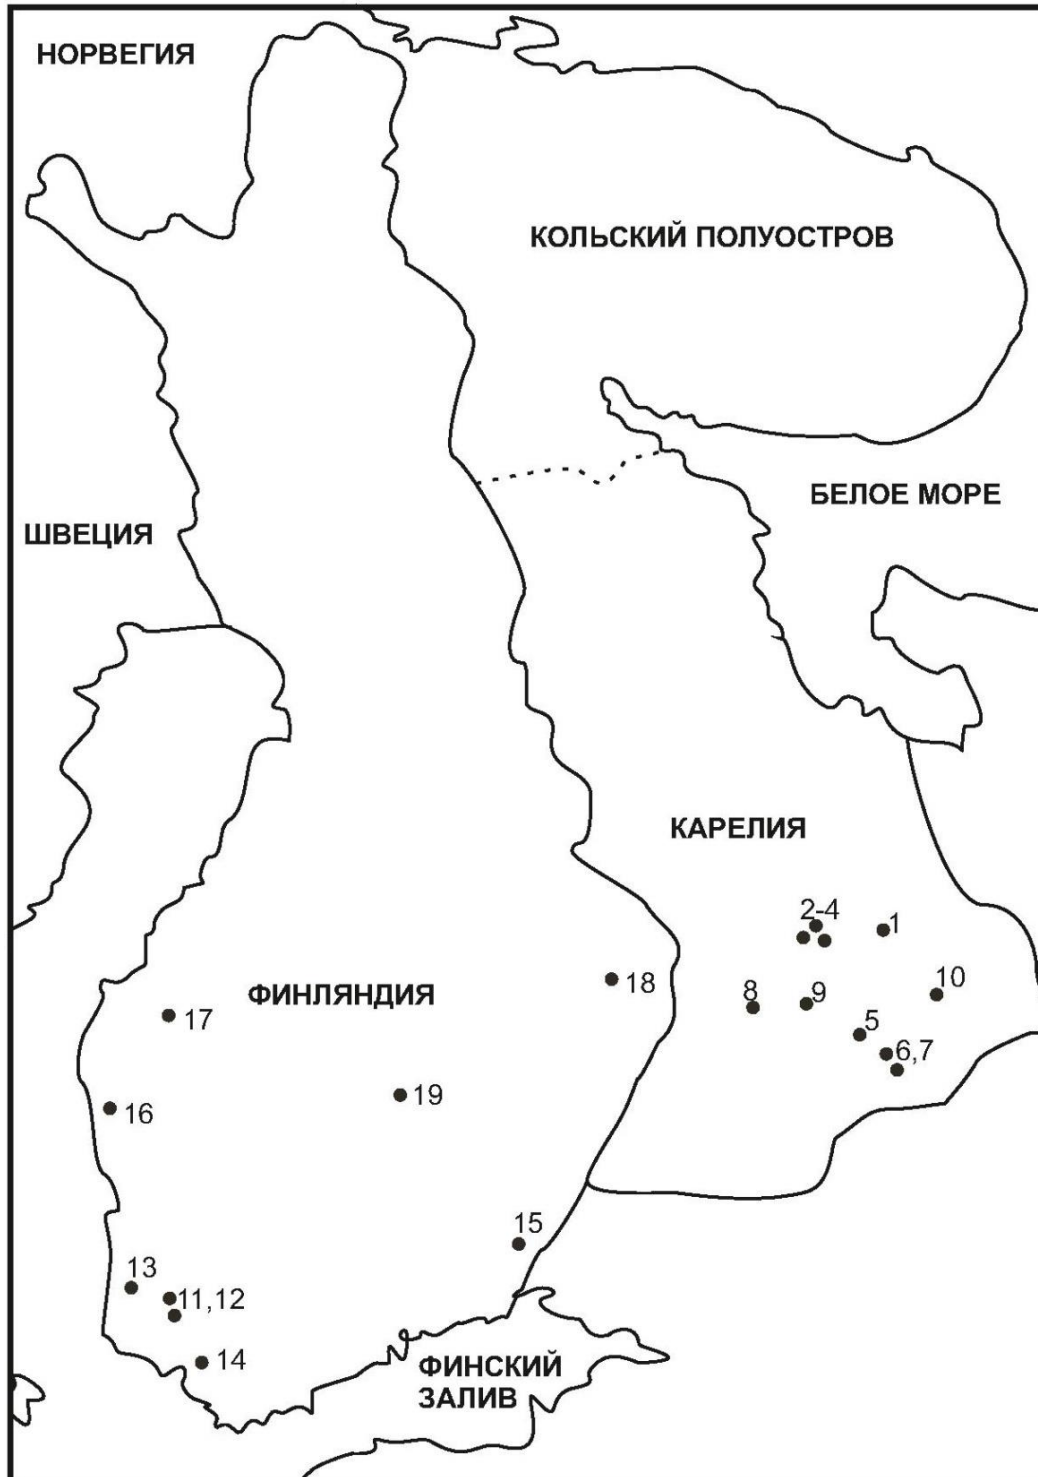 НОРВЕГИЯ
КОЛЬСКИЙ ПОЛУОСТРОВ
БЕЛОЕ МОРЕ
ШВЕЦИЯ
КАРЕЛИЯ
2-4
1
18
10
ФИНЛЯНДИЯ
8
9
17
5
6,7
19
16
15
13
11,12
14
ФИНСКИЙ
ЗАЛИВ